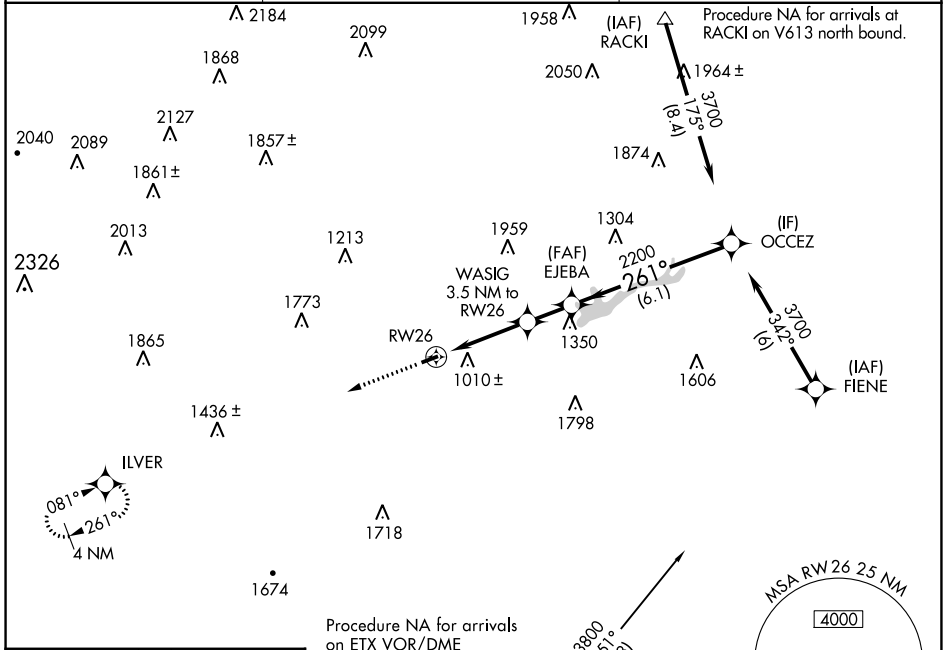 2184
1958
(IAF)
RACKI
Procedure NA for arrivals at
RACKI on V613 north bound.
2099
1868
2050
1964 ±
3700
175°
(8.4)
2127
2040
2089
1857 ±
1874
1861 ±
2013
1213
1959
1304
(IF)
OCCEZ
2326
(FAF)
EJEBA
2200
261°
(6.1)
WASIG
3.5 NM to
RW26
1773
3700
342°
(6)
1865
RW26
1350
1010 ±
1606
(IAF)
FIENE
1436 ±
1798
ILVER
081°
261°
4 NM
1718
1674
MSA RW 26 25 NM
4000
Procedure NA for arrivals
on ETX VOR/DME
3800